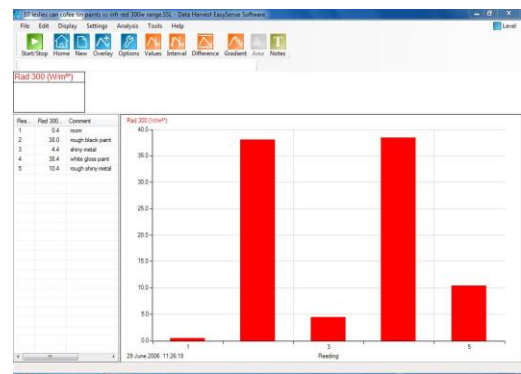 10 leslies can cofee tin paints vs infr red 300w range.SSL - Data Harvest EasySense Software
File Edit Display Settings Analysis Tools Help
Level
Start/Stop Home New Overlay Options Values Interval Difference Gradient Area Notes
Rad 300 (W/m²*)
Rea... Rad 300... Comment
1 0.4 room
2 38.0 rough black paint
3 4.4 shiny metal
4 38.4 white gloss paint
5 10.4 rough shiny metal
Rad 300 (W/m²*)
40.0
35.0
30.0
25.0
20.0
15.0
10.0
5.0
0.0
1 3 5
29 June 2006 11:26:18 Reading